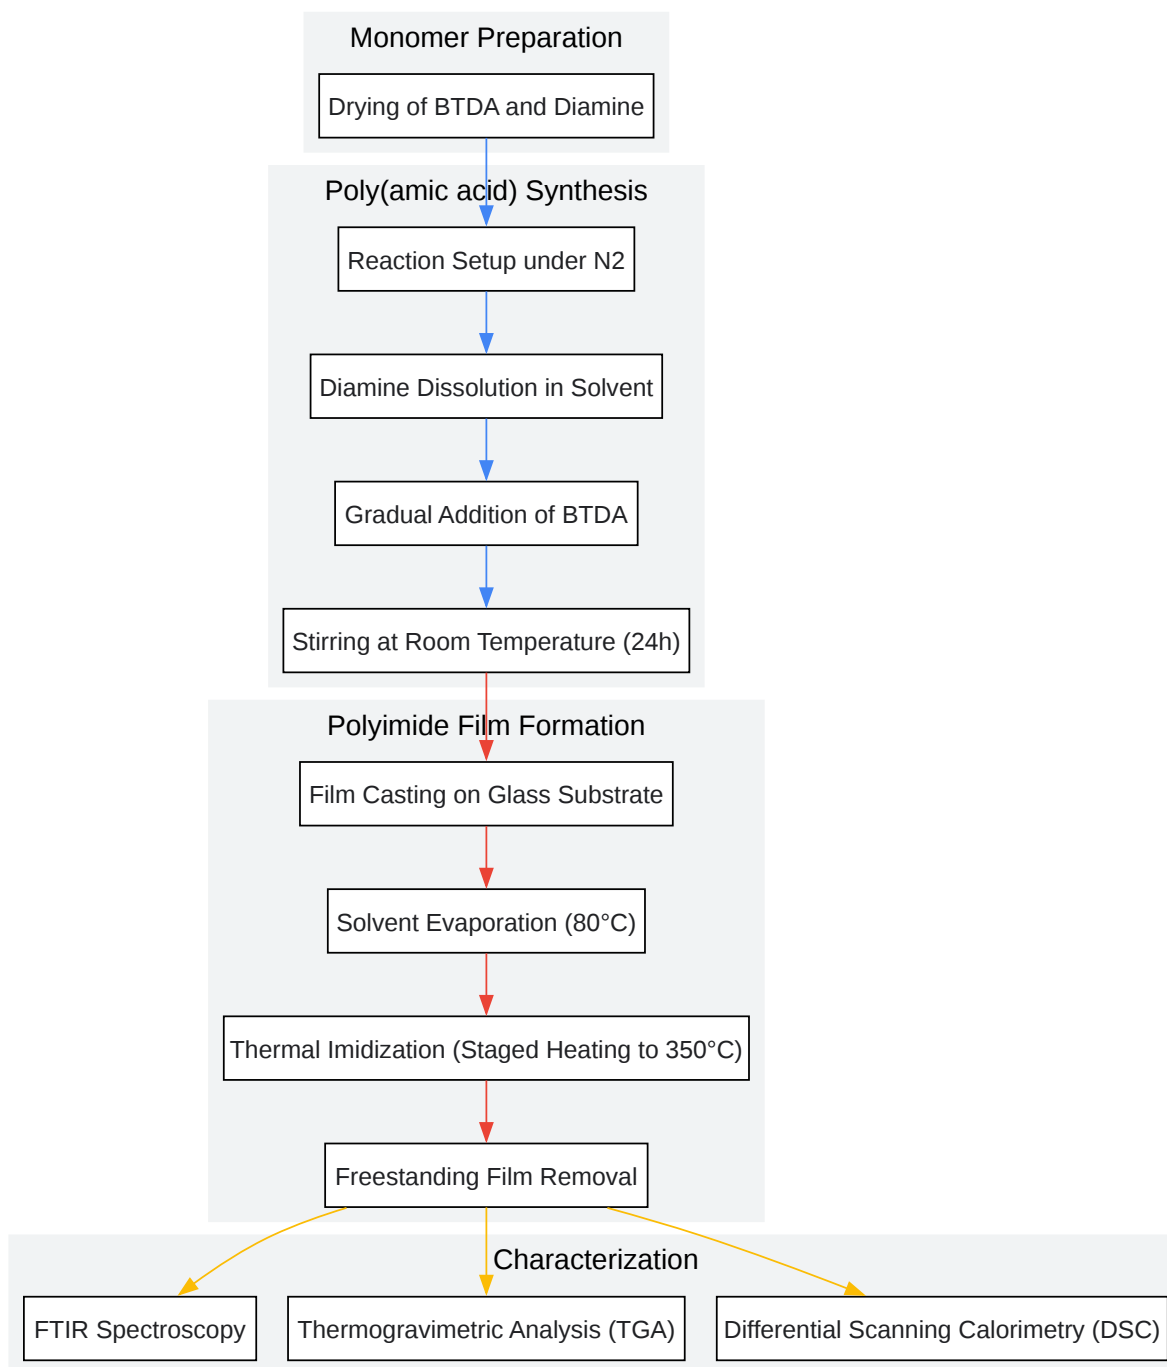 Monomer Preparation
Drying of BTDA and Diamine
Poly(amic acid) Synthesis
Reaction Setup under N2
Diamine Dissolution in Solvent
Gradual Addition of BTDA
Stirring at Room Temperature (24h)
Polyimide Film Formation
Film Casting on Glass Substrate
Solvent Evaporation (80°C)
Thermal Imidization (Staged Heating to 350°C)
Freestanding Film Removal
Characterization
FTIR Spectroscopy
Thermogravimetric Analysis (TGA)
Differential Scanning Calorimetry (DSC)